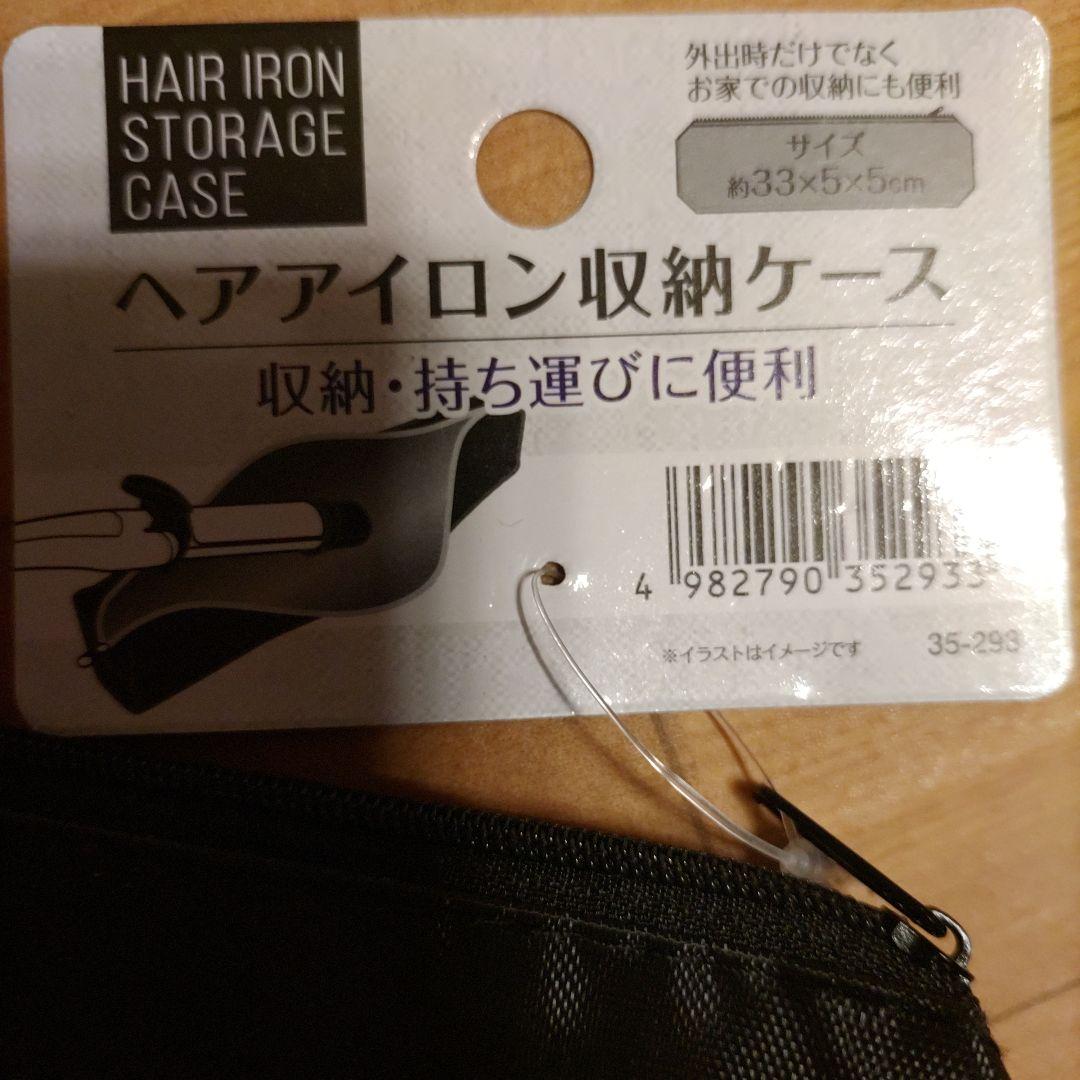 HAIR IRON
STORAGE
CASE
外出時だけでなく
お家での収納にも便利
サイズ
約33×5×5cm
ヘアアイロン収納ケース
収納・持ち運びに便利
4 982790 352933
※イラストはイメージです
35-293